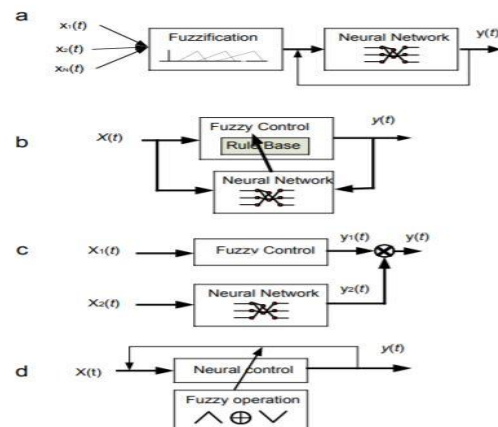 a
x₁(t)
x₂(t)
xₙ(t)
Fuzzification
Neural Network
y(t)
b
X(t)
Fuzzy Control
Rule Base
y(t)
Neural Network
c
X₁(t)
Fuzzy Control
y₁(t)
y(t)
X₂(t)
Neural Network
y₂(t)
d
X(t)
Neural control
y(t)
Fuzzy operation